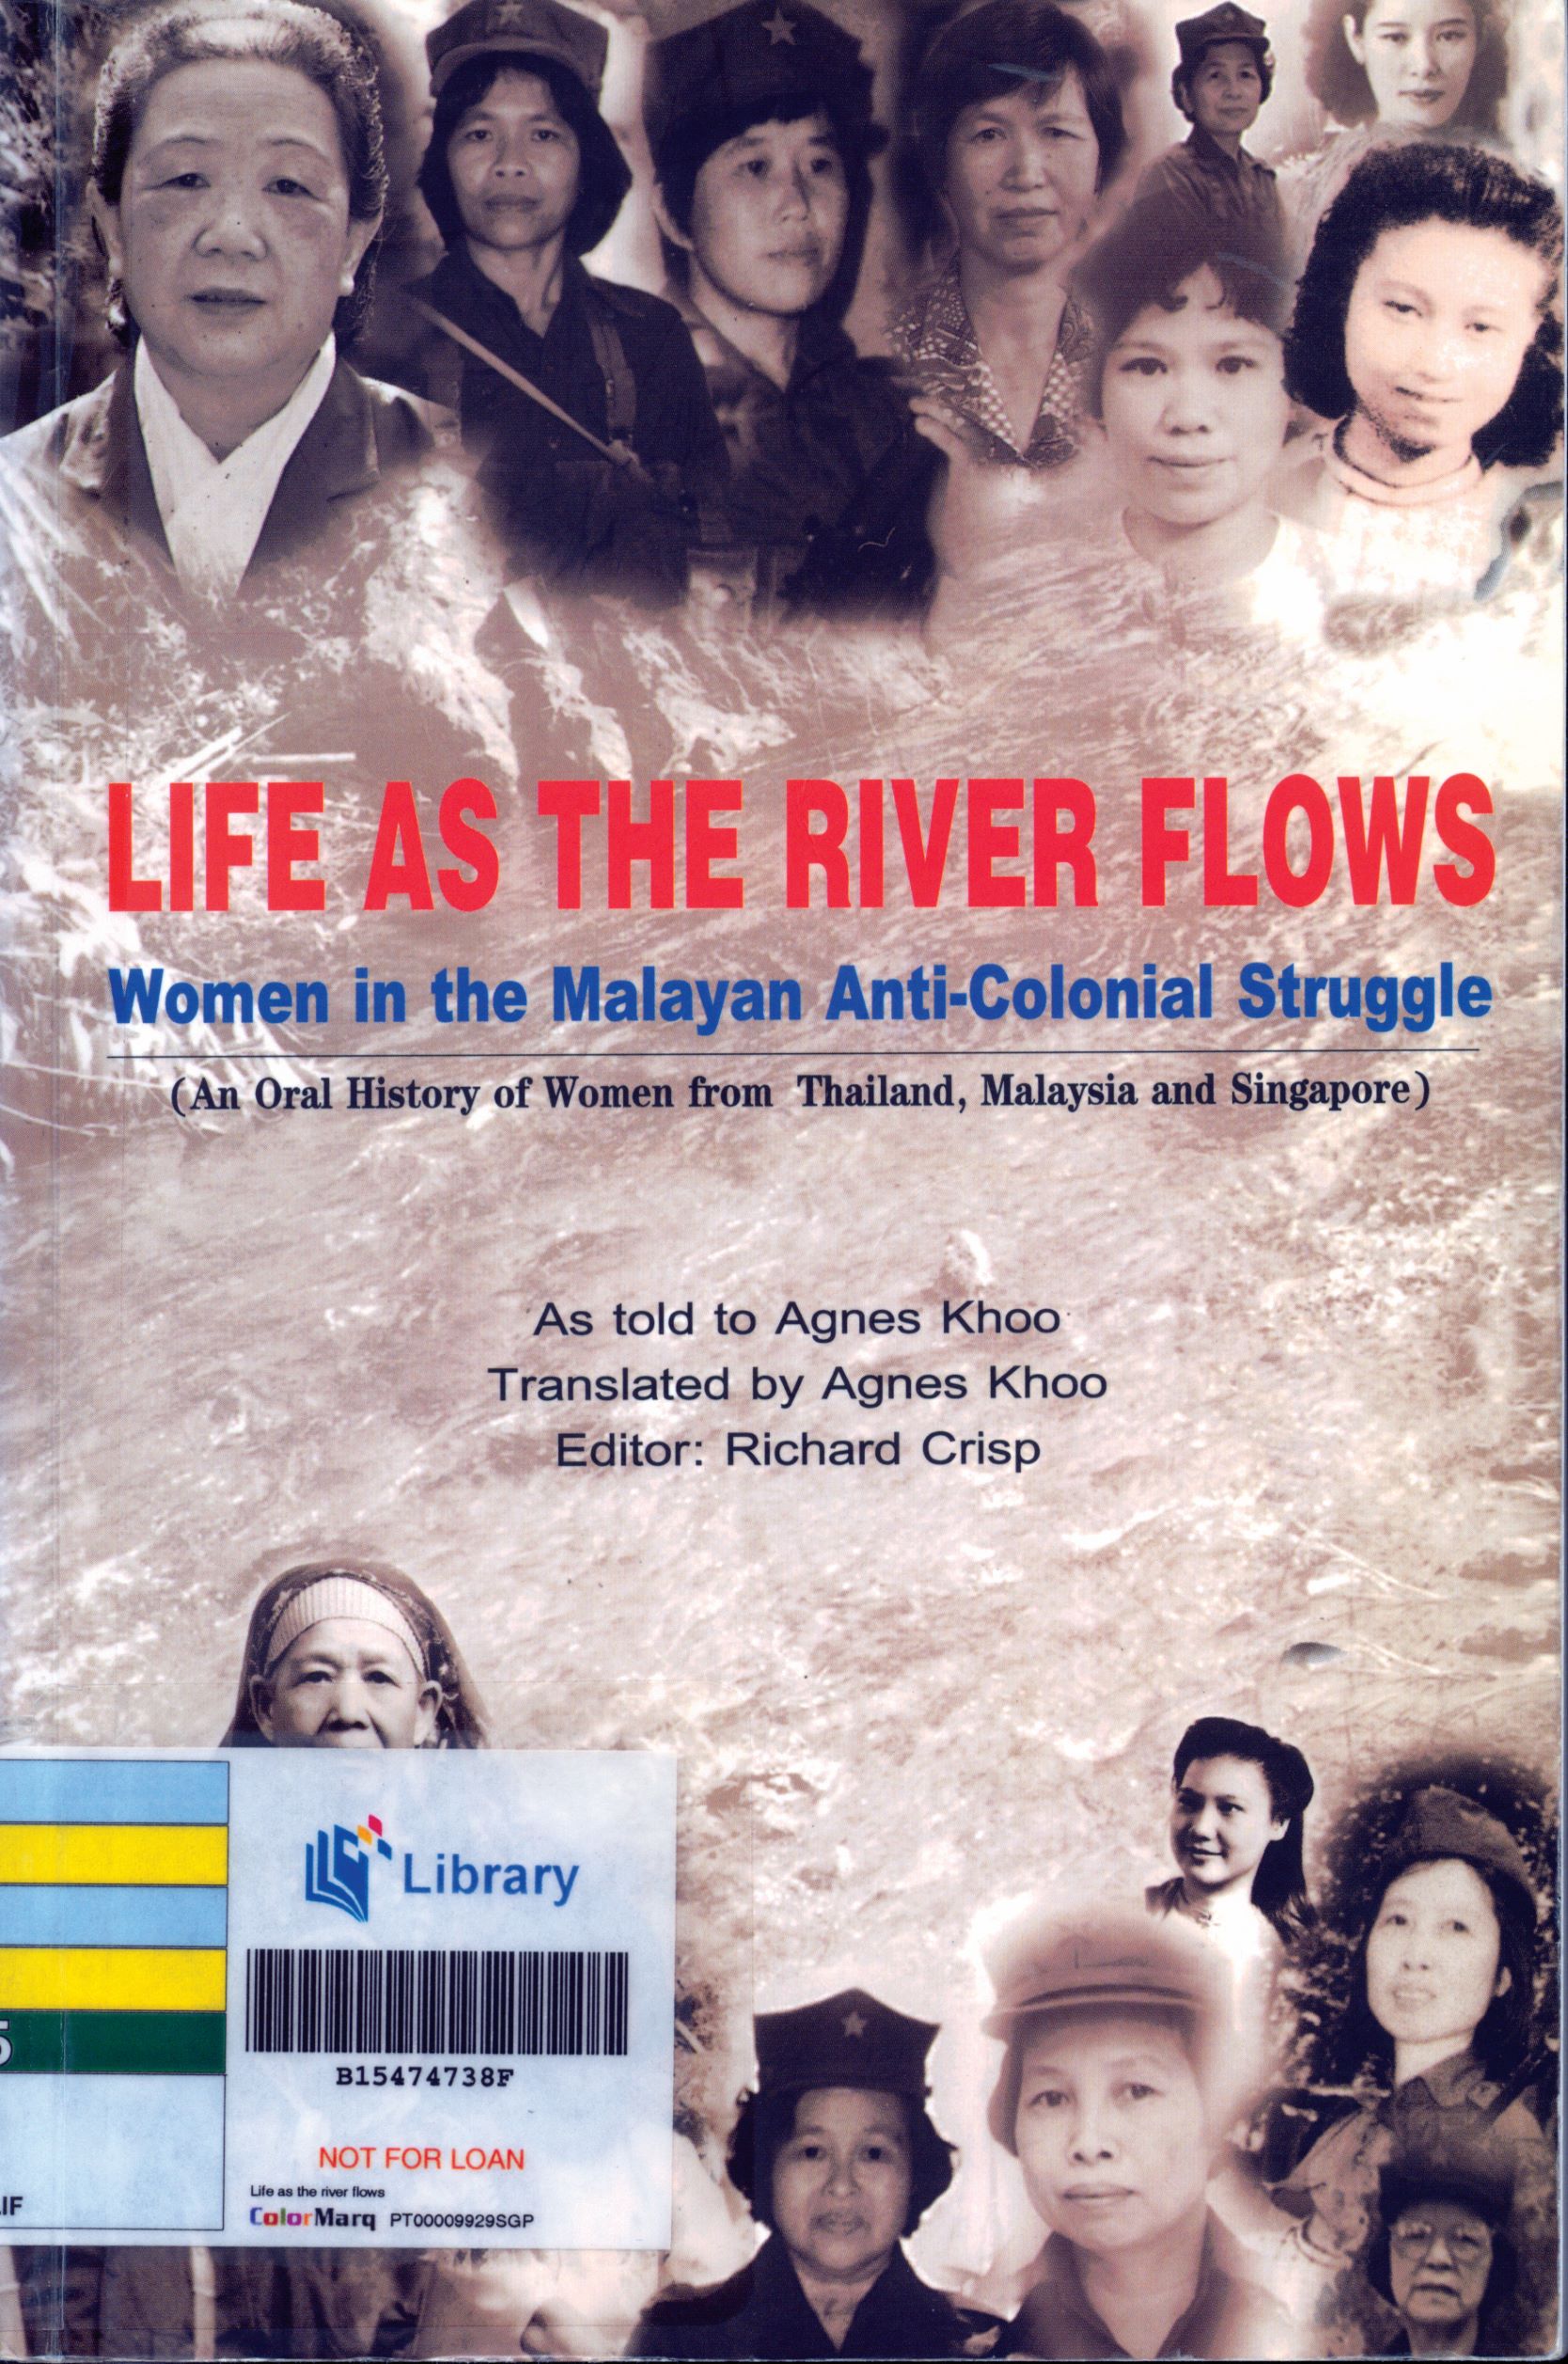 LIFE AS THE RIVER FLOWS
Women in the Malayan Anti-Colonial Struggle
(An Oral History of Women from Thailand, Malaysia and Singapore)
As told to Agnes Khoo
Translated by Agnes Khoo
Editor: Richard Crisp
Library
B15474738F
NOT FOR LOAN
Life as the river flows
ColorMarq PT00009929SGP
5
IF